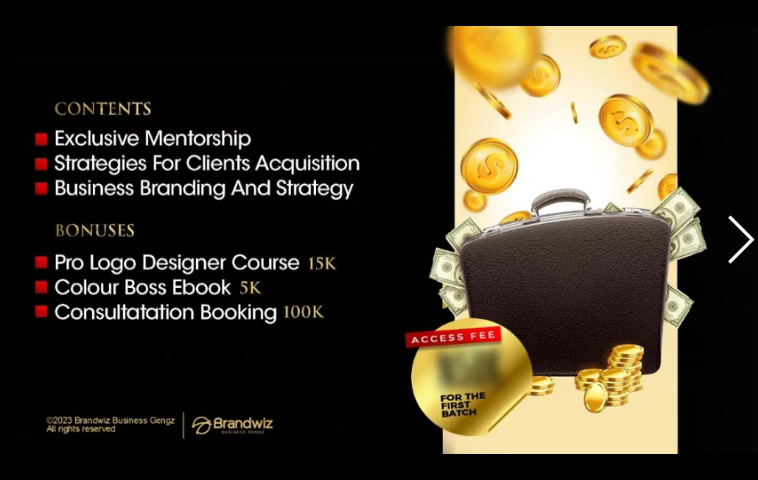 CONTENTS
Exclusive Mentorship
Strategies For Clients Acquisition
Business Branding And Strategy
BONUSES
Pro Logo Designer Course 15K
Colour Boss Ebook 5K
Consultatation Booking 100K
ACCESS FEE
FOR THE
FIRST
BATCH
©2023 Brandwiz Business Gengz
All rights reserved
Brandwiz
BUSINESS GENGZ